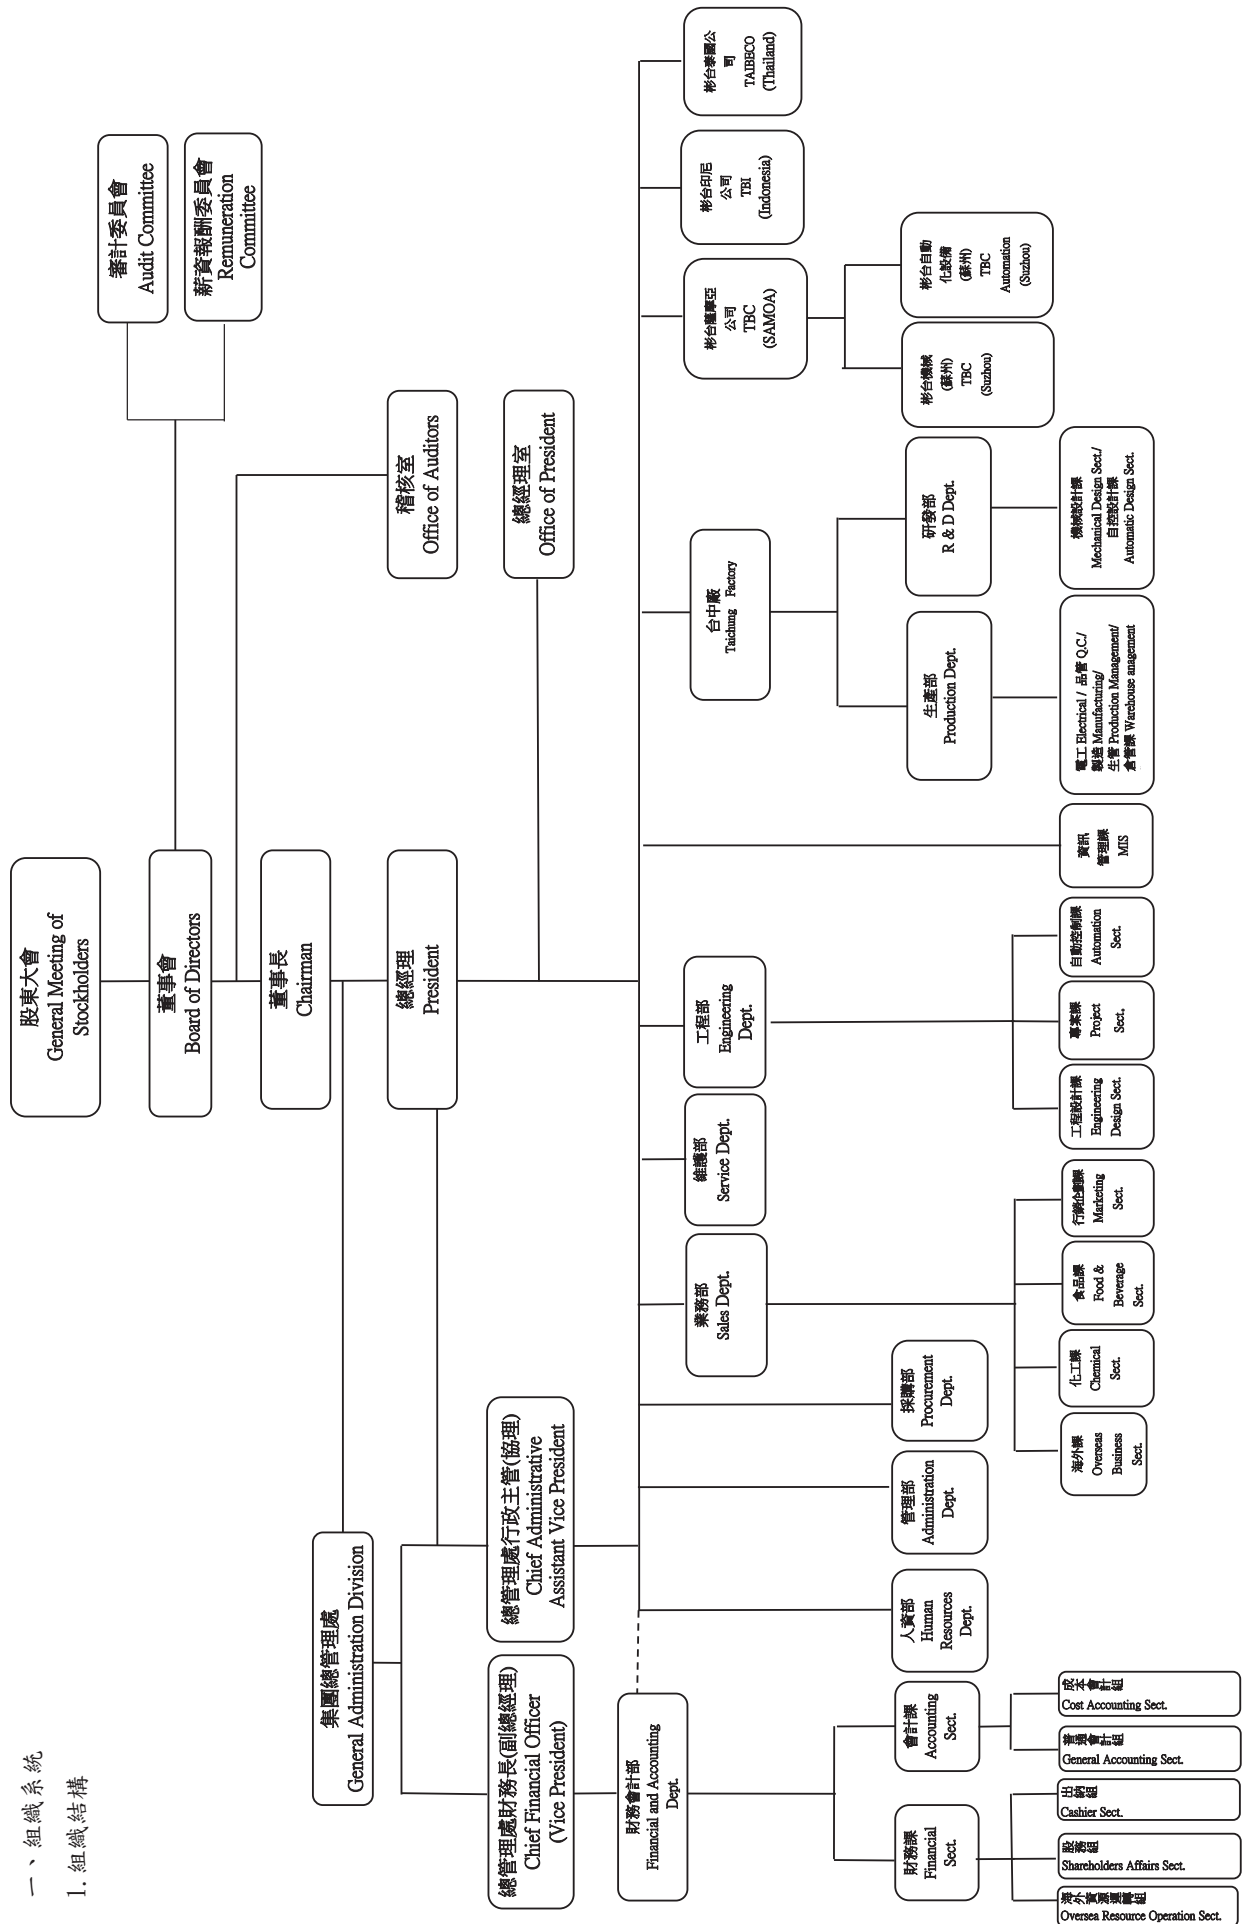 一、組織系統
1. 組織結構
股東大會
General Meeting of
Stockholders
審計委員會
Audit Committee
薪資報酬委員會
Remuneration
Committee
董事會
Board of Directors
董事長
Chairman
稽核室
Office of Auditors
總經理
President
總經理室
Office of President
集團總管理處
General Administration Division
總管理處財務長(副總經理)
Chief Financial Officer
(Vice President)
總管理處行政主管(協理)
Chief Administrative
Assistant Vice President
財務會計部
Financial and Accounting
Dept.
業務部
Sales Dept.
維護部
Service Dept.
工程部
Engineering
Dept.
台中廠
Taichung Factory
彬台薩摩亞
公司
TBC
(SAMOA)
彬台印尼
公司
TBI
(Indonesia)
彬台泰國公
司
TAIBECO
(Thailand)
財務課
Financial
Sect.
會計課
Accounting
Sect.
人資部
Human
Resources
Dept.
管理部
Administration
Dept.
採購部
Procurement
Dept.
生產部
Production Dept.
研發部
R & D Dept.
彬台機械
(蘇州)
TBC
(Suzhou)
彬台自動
化設備
(蘇州)
TBC
Automation
(Suzhou)
海外資源運轉組
Oversea Resource Operation Sect.
股務組
Shareholders Affairs Sect.
出納組
Cashier Sect.
普通會計組
General Accounting Sect.
成本會計組
Cost Accounting Sect.
海外課
Overseas
Business
Sect.
化工課
Chemical
Sect.
食品課
Food &
Beverage
Sect.
行銷企劃課
Marketing
Sect.
工程設計課
Engineering
Design Sect.
專案課
Project
Sect.
自動控制課
Automation
Sect.
資訊
管理課
MIS
電工 Electrical / 品管 Q.C./
製造 Manufacturing/
生管 Production Management/
倉管課 Warehouse anagement
機械設計課
Mechanical Design Sect./
自控設計課
Automatic Design Sect.